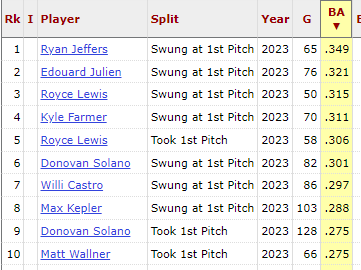 Rk I Player Split Year G BA ▼
1 Ryan Jeffers Swung at 1st Pitch 2023 65 .349
2 Edouard Julien Swung at 1st Pitch 2023 76 .321
3 Royce Lewis Swung at 1st Pitch 2023 50 .315
4 Kyle Farmer Swung at 1st Pitch 2023 70 .311
5 Royce Lewis Took 1st Pitch 2023 58 .306
6 Donovan Solano Swung at 1st Pitch 2023 82 .301
7 Willi Castro Swung at 1st Pitch 2023 86 .297
8 Max Kepler Swung at 1st Pitch 2023 103 .288
9 Donovan Solano Took 1st Pitch 2023 128 .275
10 Matt Wallner Took 1st Pitch 2023 66 .275